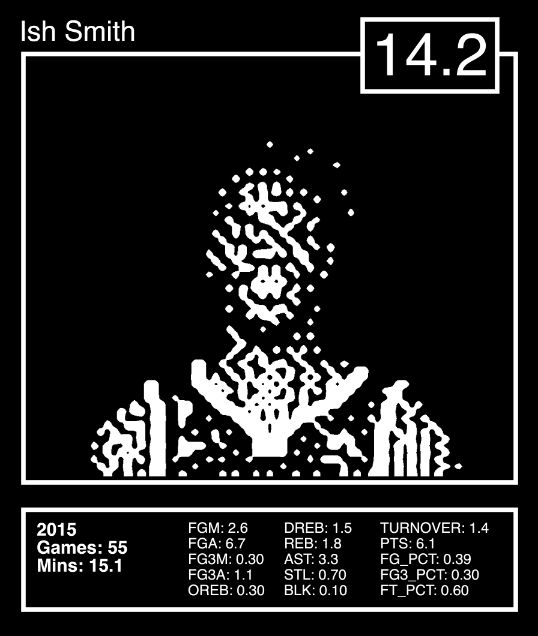 Ish Smith
14.2
2015
Games: 55
Mins: 15.1
FGM: 2.6
FGA: 6.7
FG3M: 0.30
FG3A: 1.1
OREB: 0.30
DREB: 1.5
REB: 1.8
AST: 3.3
STL: 0.70
BLK: 0.10
TURNOVER: 1.4
PTS: 6.1
FG_PCT: 0.39
FG3_PCT: 0.30
FT_PCT: 0.60